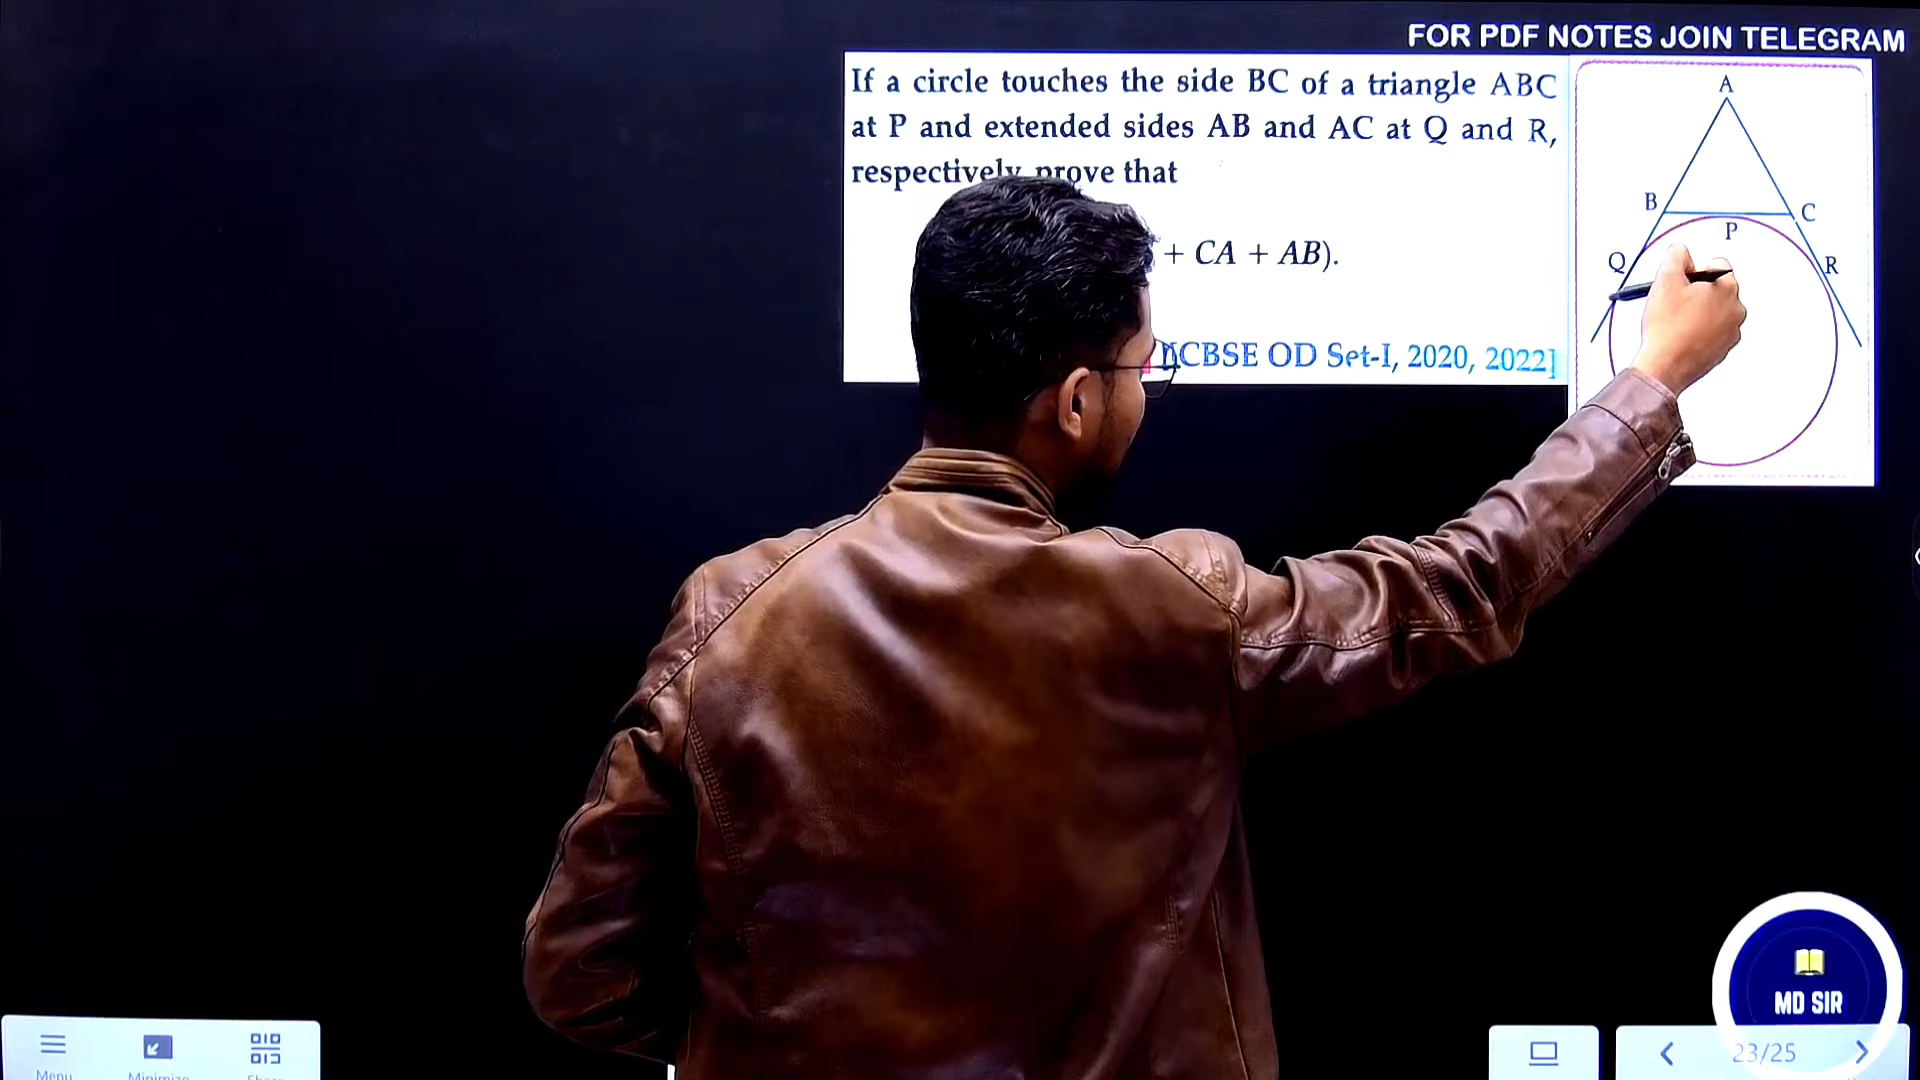 FOR PDF NOTES JOIN TELEGRAM
If a circle touches the side BC of a triangle ABC
at P and extended sides AB and AC at Q and R,
respectively, prove that
+ CA + AB).
[CBSE OD Set-I, 2020, 2022]
A
B
C
P
Q
R
MD SIR
Menu
Minimize
23/25